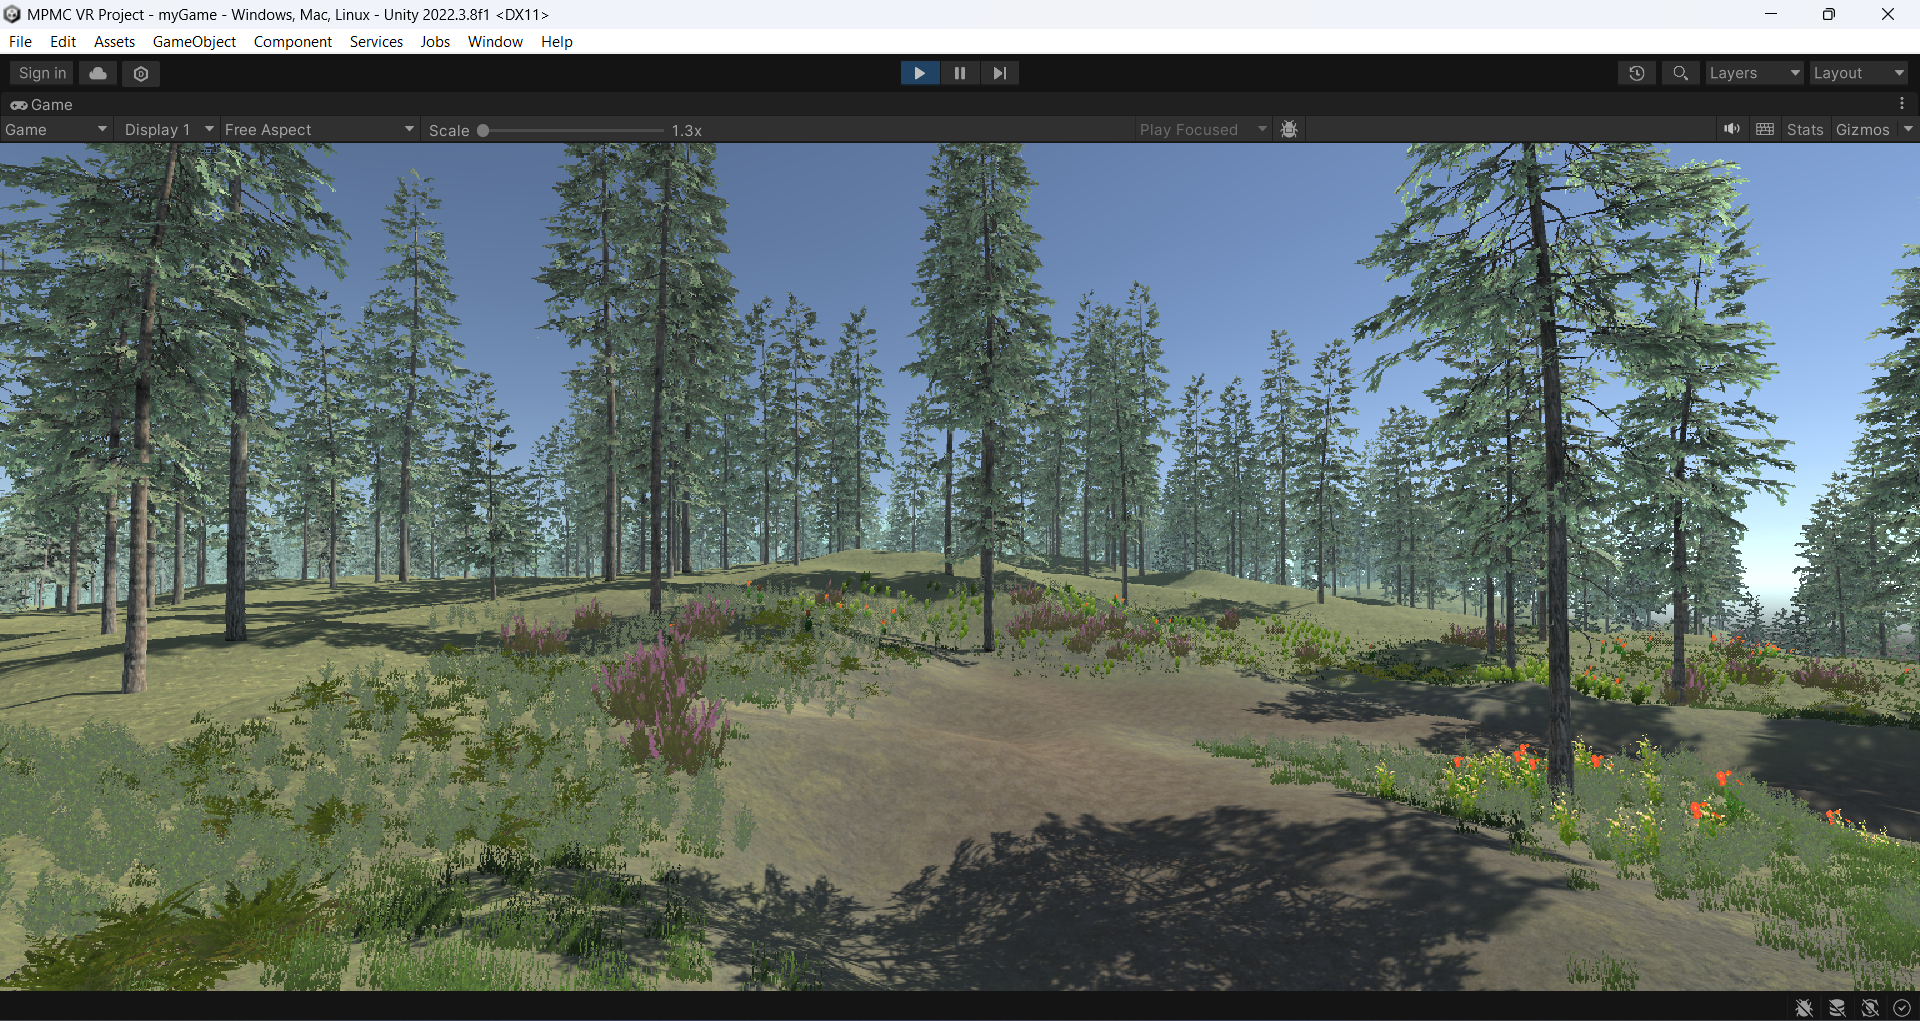 MPMC VR Project - myGame - Windows, Mac, Linux - Unity 2022.3.8f1 <DX11>
File Edit Assets GameObject Component Services Jobs Window Help
Sign in Layers Layout
Game
Game Display 1 Free Aspect Scale 1.3x Play Focused Stats Gizmos